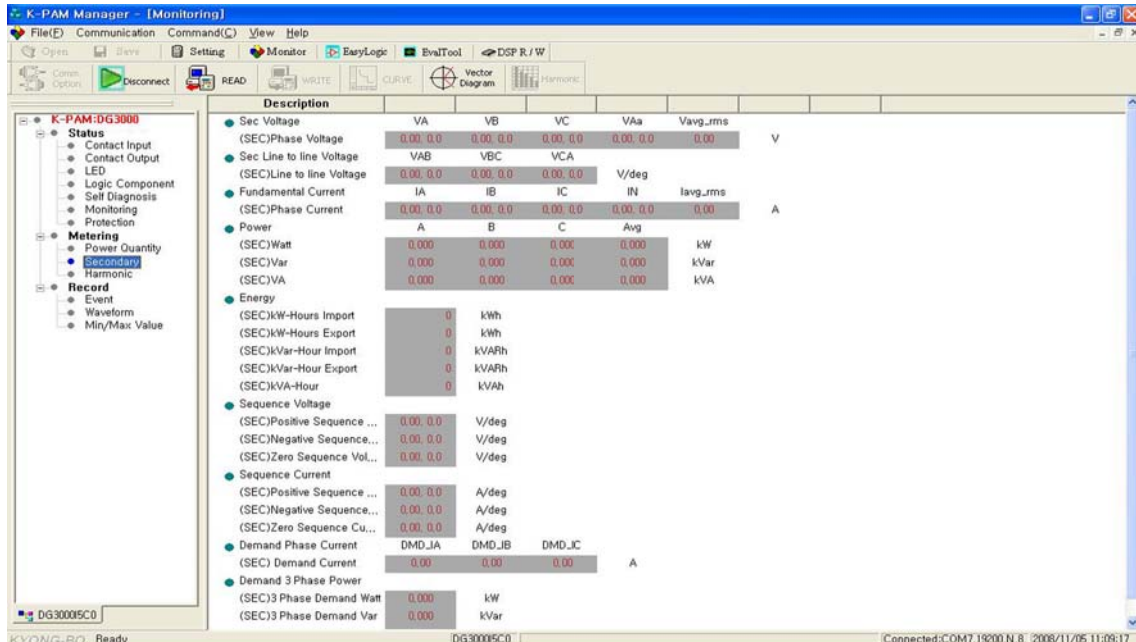 K-PAM Manager - [Monitoring]
File(F) Communication Command(C) View Help
Open Save Setting Monitor EasyLogic EvalTool DSP R/W
Comm. Option Disconnect READ WRITE CURVE Vector Diagram Harmonic
Description
K-PAM:DG3000
Status
Contact Input
Contact Output
LED
Logic Component
Self Diagnosis
Monitoring
Protection
Metering
Power Quantity
Secondary
Harmonic
Record
Event
Waveform
Min/Max Value
Sec Voltage VA VB VC VAa Vavg_rms
(SEC)Phase Voltage 0.00, 0.0 0.00, 0.0 0.00, 0.0 0.00, 0.0 0.00 V
Sec Line to line Voltage VAB VBC VCA
(SEC)Line to line Voltage 0.00, 0.0 0.00, 0.0 0.00, 0.0 V/deg
Fundamental Current IA IB IC IN Iavg_rms
(SEC)Phase Current 0.00, 0.0 0.00, 0.0 0.00, 0.0 0.00, 0.0 0.00 A
Power A B C Avg
(SEC)Watt 0.000 0.000 0.00 0.000 kW
(SEC)Var 0.000 0.000 0.00 0.000 kVar
(SEC)VA 0.000 0.000 0.00 0.000 kVA
Energy
(SEC)kW-Hours Import 0 kWh
(SEC)kW-Hours Export 0 kWh
(SEC)kVar-Hour Import 0 kVARh
(SEC)kVar-Hour Export 0 kVARh
(SEC)kVA-Hour 0 kVAh
Sequence Voltage
(SEC)Positive Sequence ... 0.00, 0.0 V/deg
(SEC)Negative Sequence... 0.00, 0.0 V/deg
(SEC)Zero Sequence Vol... 0.00, 0.0 V/deg
Sequence Current
(SEC)Positive Sequence ... 0.00, 0.0 A/deg
(SEC)Negative Sequence... 0.00, 0.0 A/deg
(SEC)Zero Sequence Cu... 0.00, 0.0 A/deg
Demand Phase Current DMD_IA DMD_IB DMD_IC
(SEC) Demand Current 0.00 0.00 0.00 A
Demand 3 Phase Power
(SEC)3 Phase Demand Watt 0.000 kW
(SEC)3 Phase Demand Var 0.000 kVar
DG3000I5C0
KYONG-BO Ready DG3000I5C0 Connected:COM7,19200,N,8 2008/11/05 11:09:17